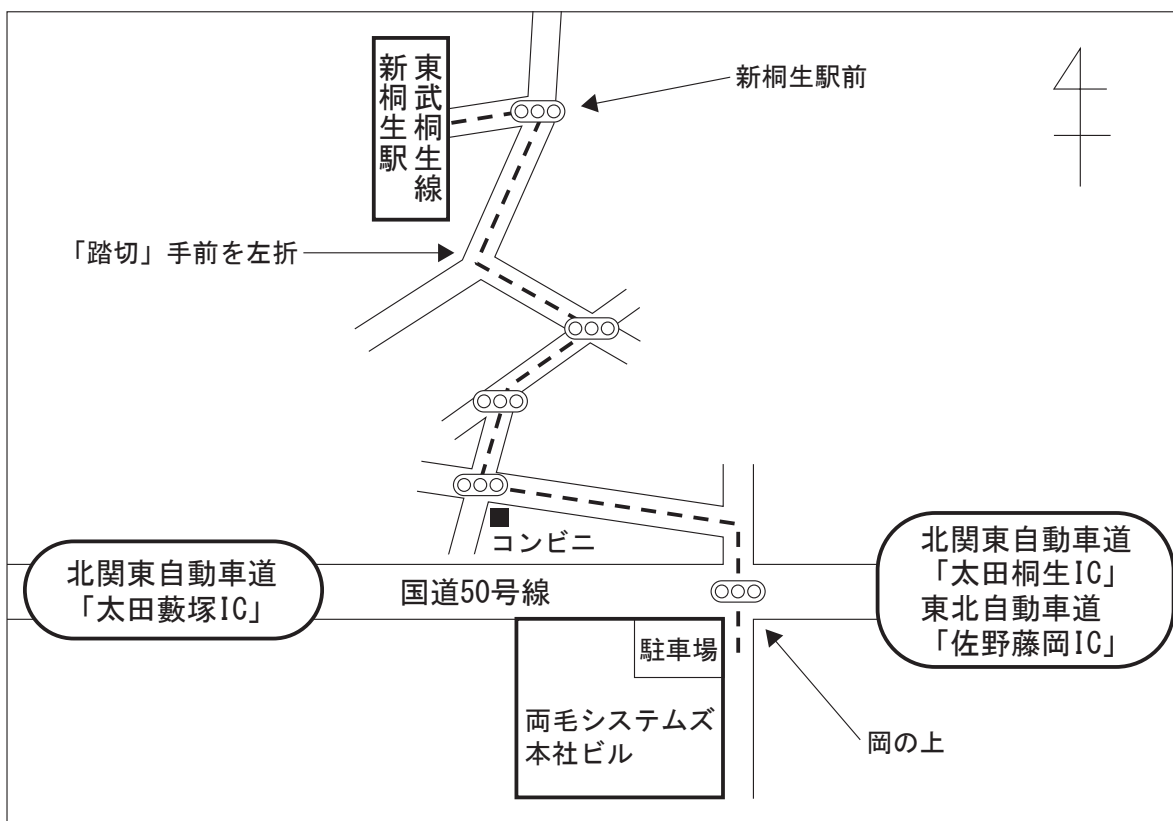 東武桐生線
新桐生駅
新桐生駅前
「踏切」手前を左折
コンビニ
北関東自動車道
「太田藪塚IC」
国道50号線
北関東自動車道
「太田桐生IC」
東北自動車道
「佐野藤岡IC」
駐車場
両毛システムズ
本社ビル
岡の上